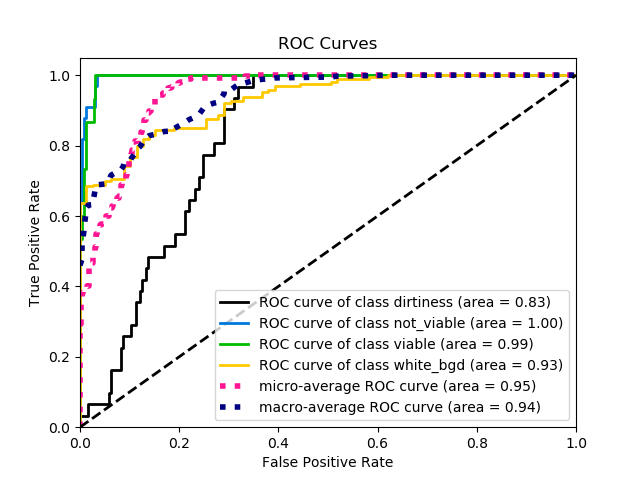 ROC Curves
True Positive Rate
1.0
0.8
0.6
0.4
0.2
0.0
ROC curve of class dirtiness (area = 0.83)
ROC curve of class not_viable (area = 1.00)
ROC curve of class viable (area = 0.99)
ROC curve of class white_bgd (area = 0.93)
micro-average ROC curve (area = 0.95)
macro-average ROC curve (area = 0.94)
0.0 0.2 0.4 0.6 0.8 1.0
False Positive Rate